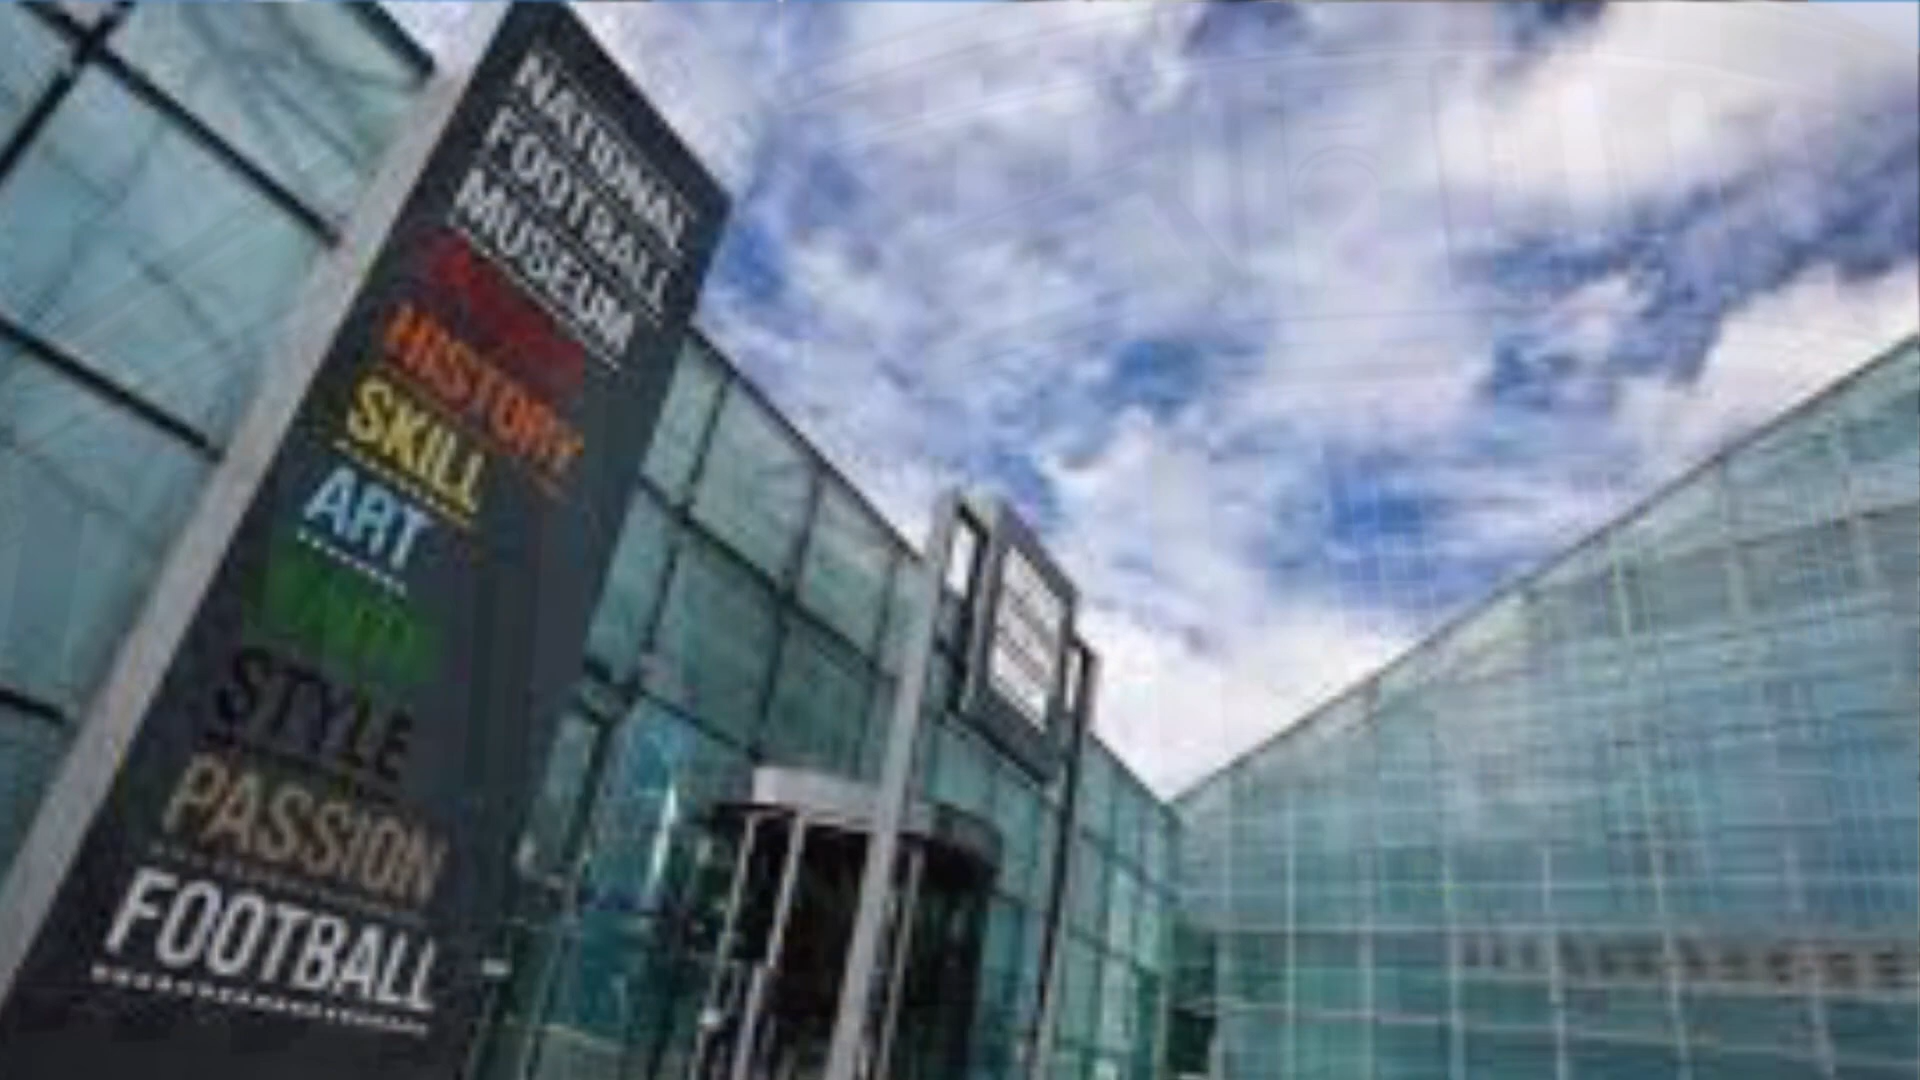 NATIONAL
FOOTBALL
MUSEUM
HISTORY
SKILL
ART
STYLE
PASSION
FOOTBALL